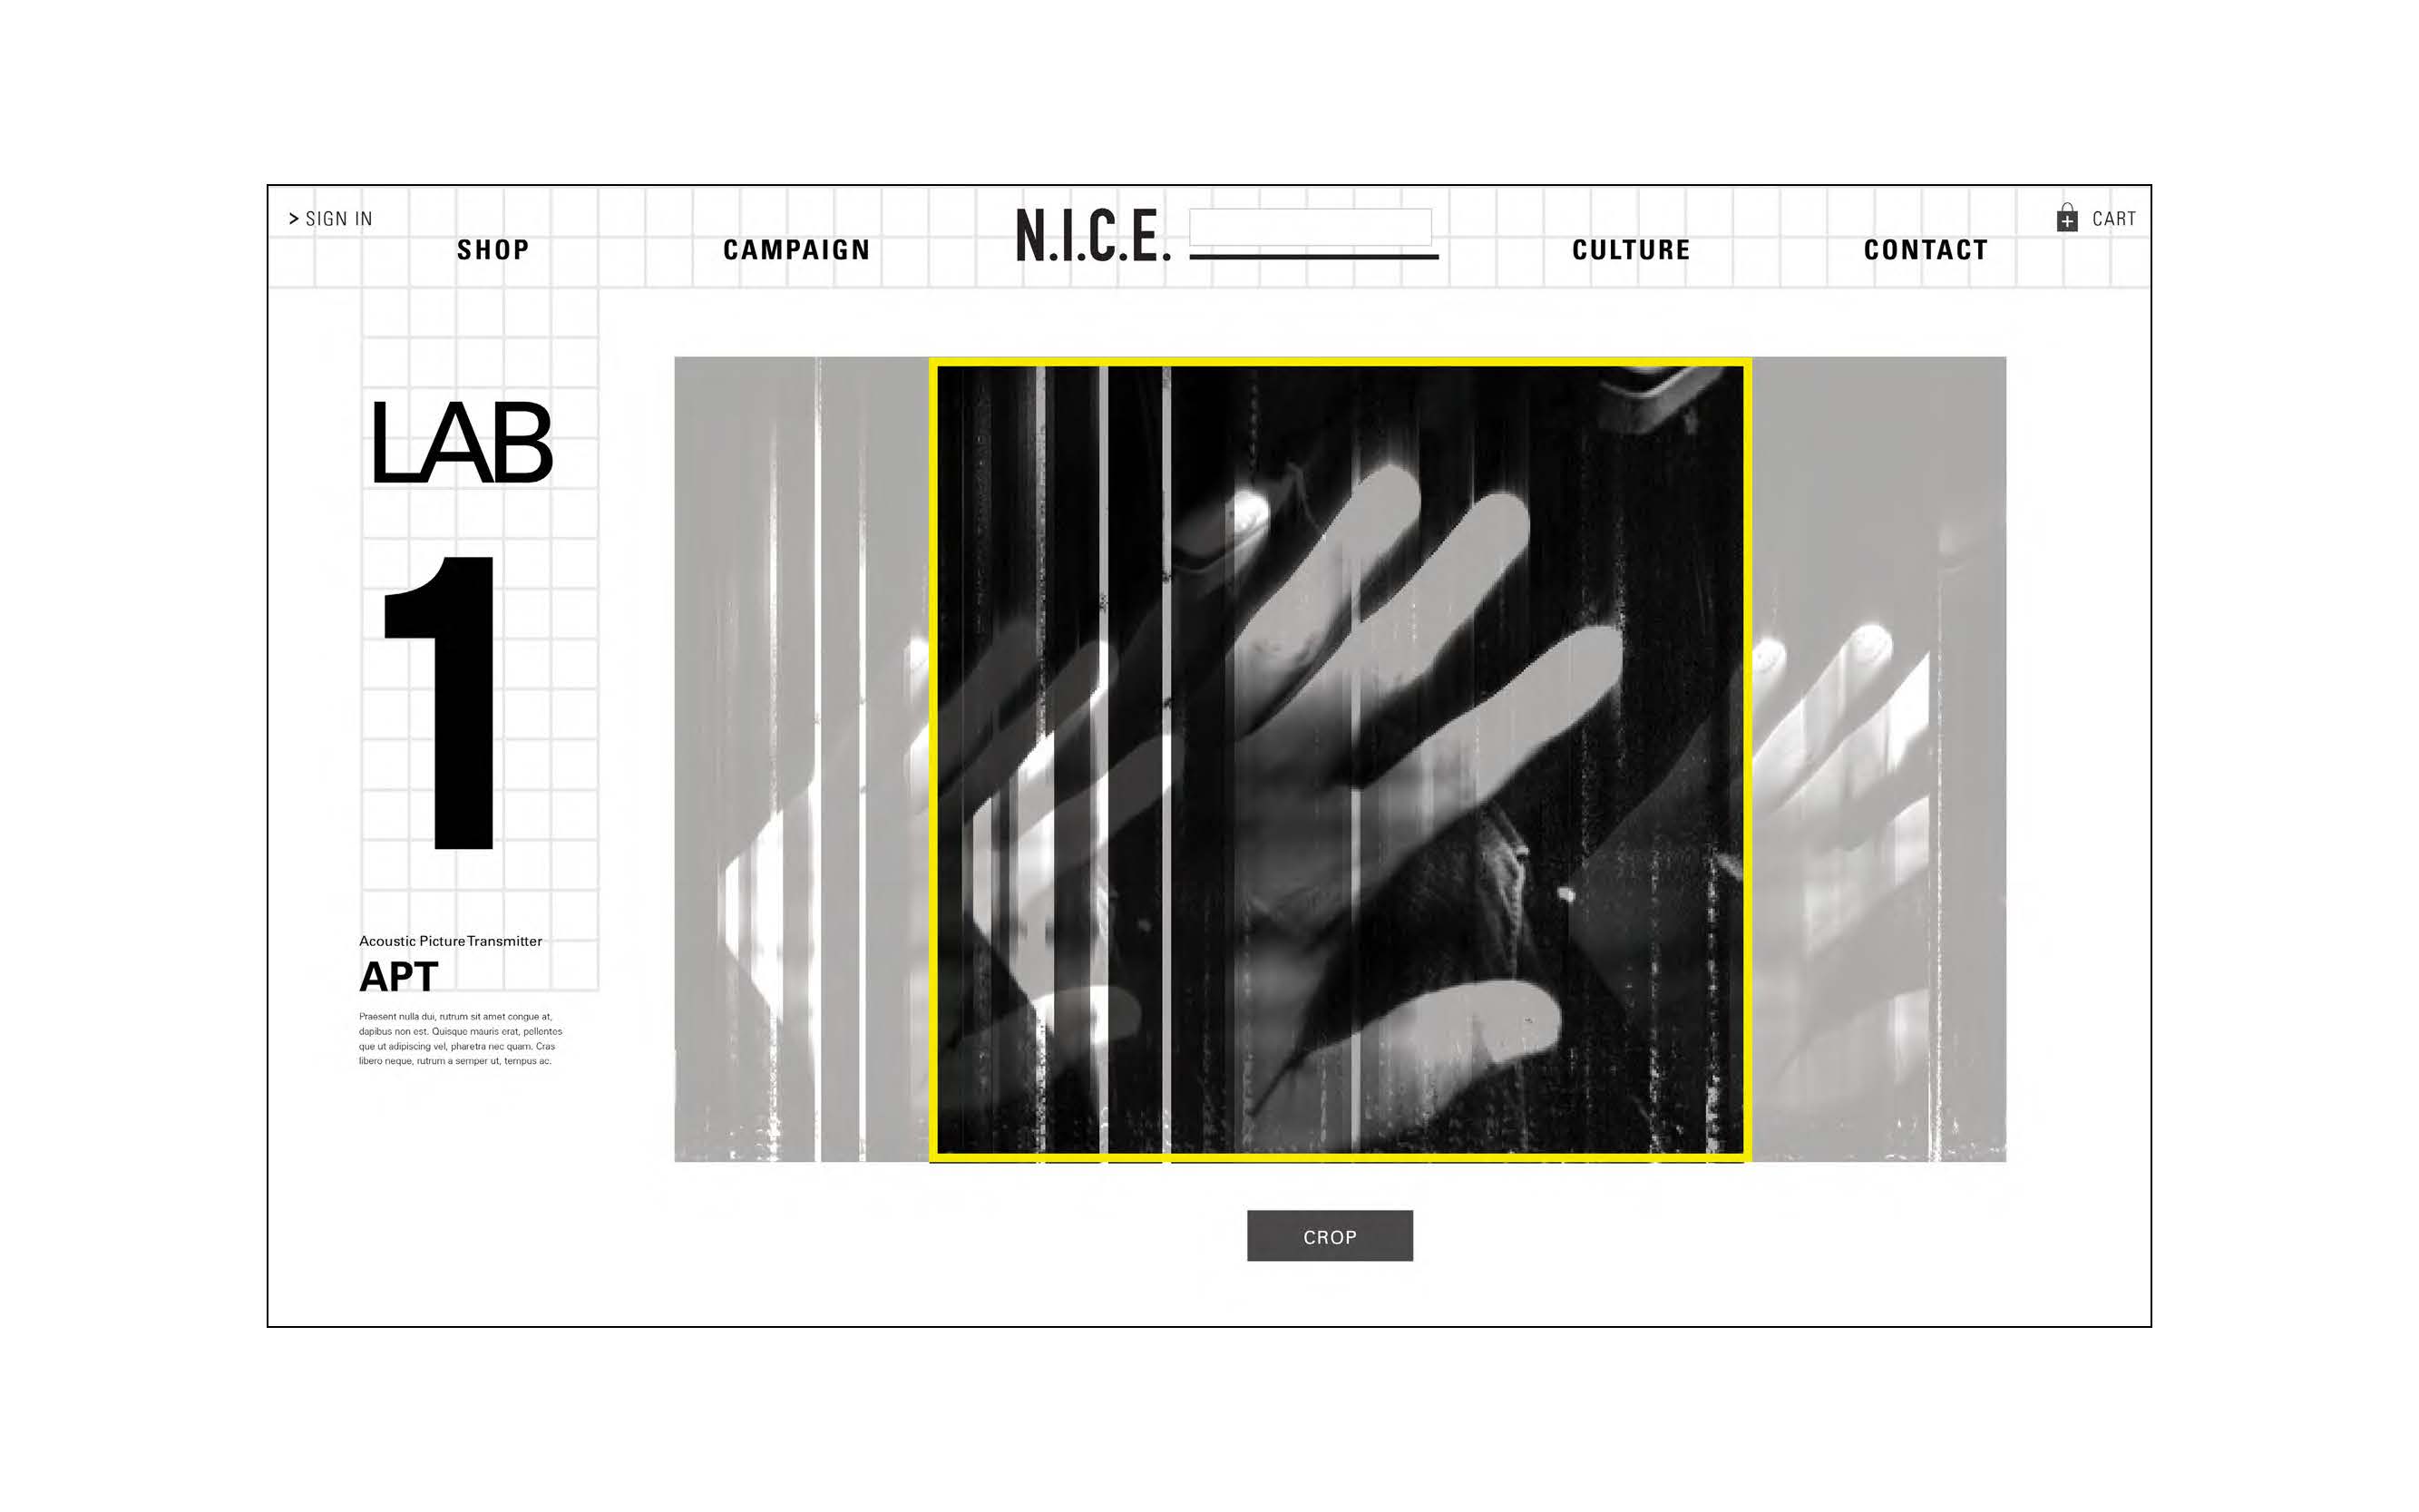 > SIGN IN
SHOP
CAMPAIGN
N.I.C.E.
CULTURE
CONTACT
CART
LAB
1
Acoustic Picture Transmitter
APT
Praesent nulla dui, rutrum sit amet congue at,
dapibus non est. Quisque mauris erat, pellentes
que ut adipiscing vel, pharetra nec quam. Cras
libero neque, rutrum a semper ut, tempus ac.
CROP